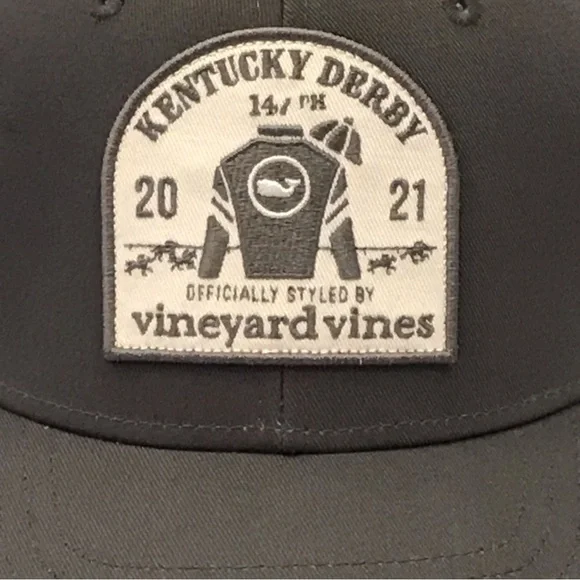 KENTUCKY DERBY
147TH
20 21
OFFICIALLY STYLED BY
vineyard vines